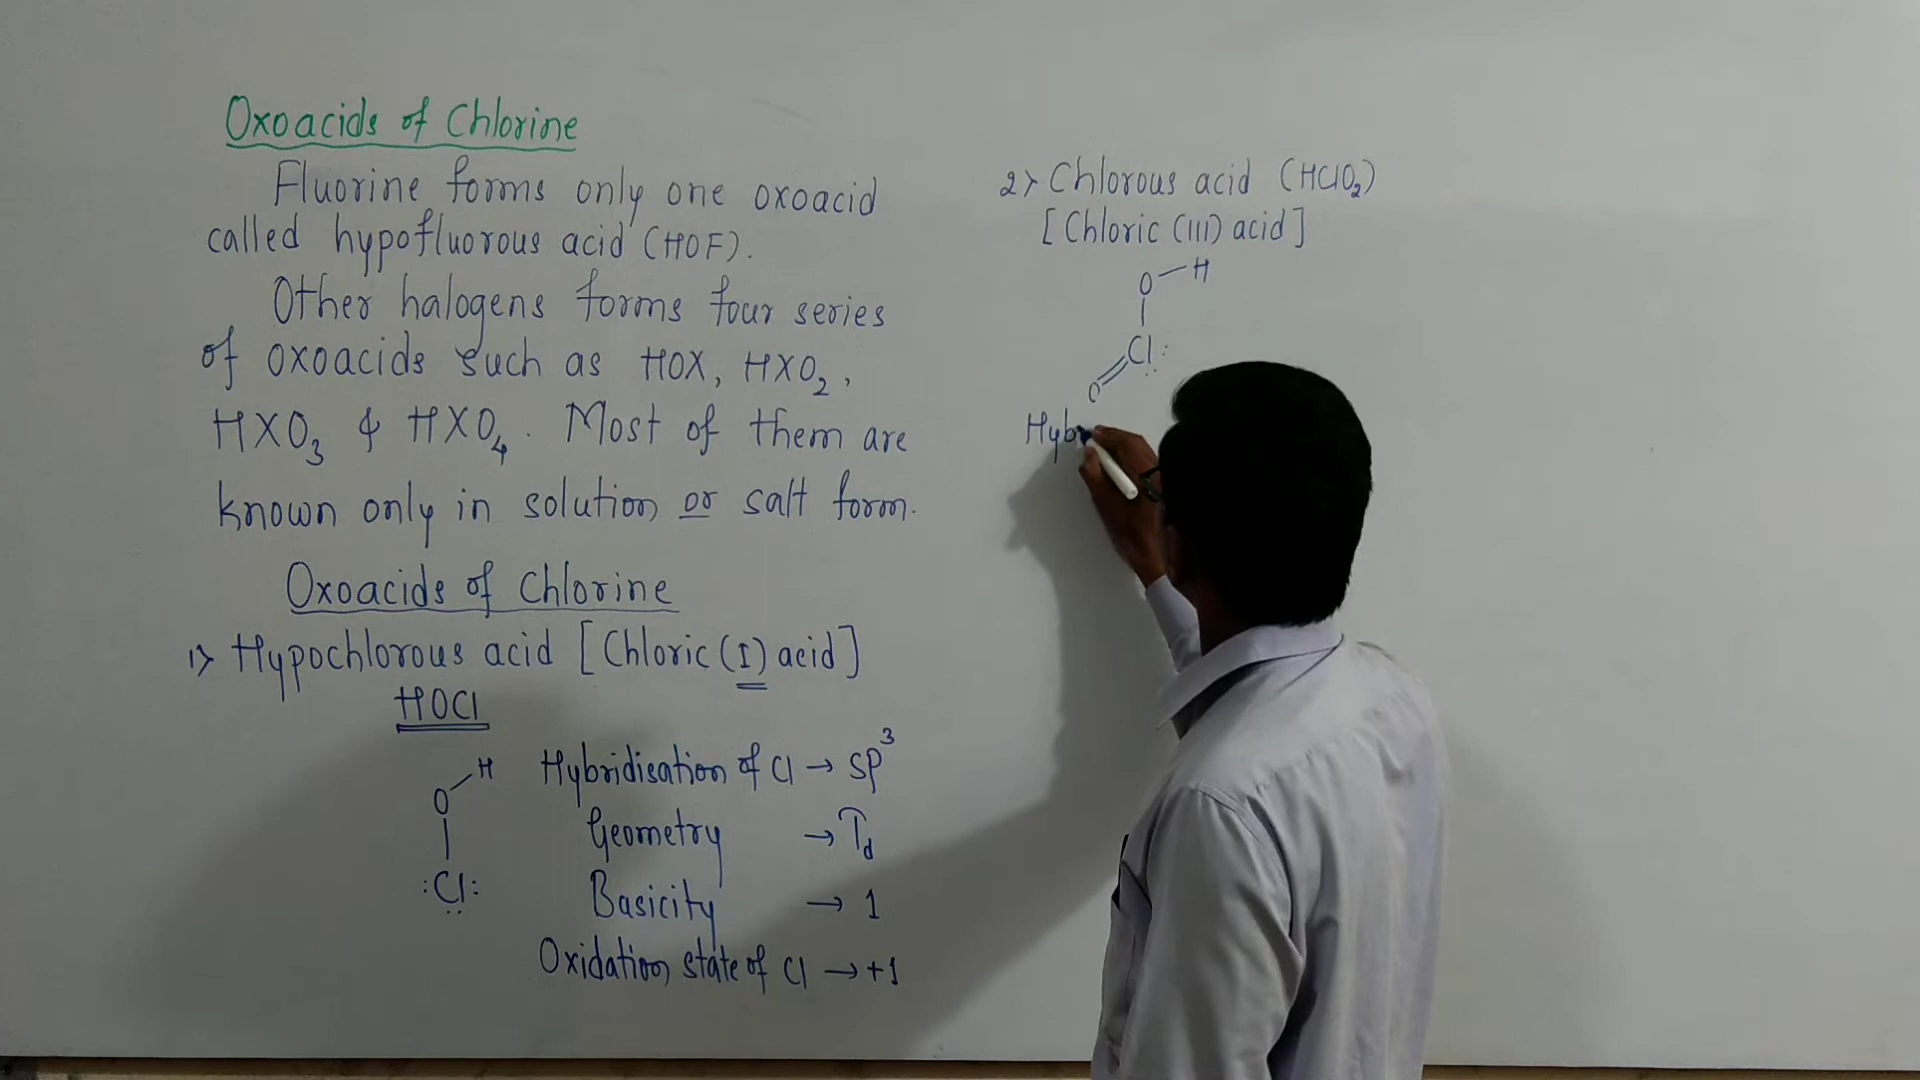 Oxoacids of Chlorine
Fluorine forms only one oxoacid
called hypofluorous acid (HOF).
Other halogens forms four series
of oxoacids such as HOX, HXO₂,
HXO₃ & HXO₄. Most of them are
known only in solution or salt form.
Oxoacids of Chlorine
1> Hypochlorous acid [Chloric (I) acid]
HOCl
H
O
:Cl:
Hybridisation of Cl → sp³
Geometry → Td
Basicity → 1
Oxidation state of Cl → +1
2> Chlorous acid (HClO₂)
[Chloric (III) acid]
O — H
Cl:
O
Hyb